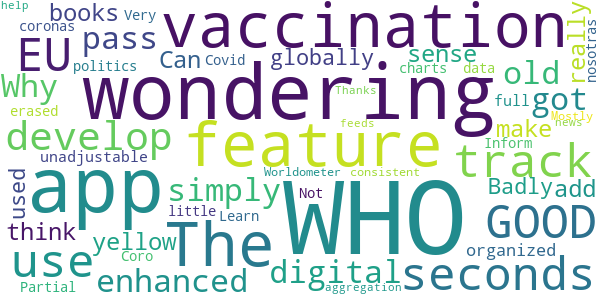 help
coronas Very books pass vaccination really
EU politics Can Covid globally sense charts data old nosotras
Why erased wondering Thanks full got
develop feature feeds make Mostly news
unadjustable Worldometer consistent Inform track
used app simply Not WHO Badly add
think yellow little Learn The GOOD
use Coro digital organized
Partial enhanced aggregation seconds